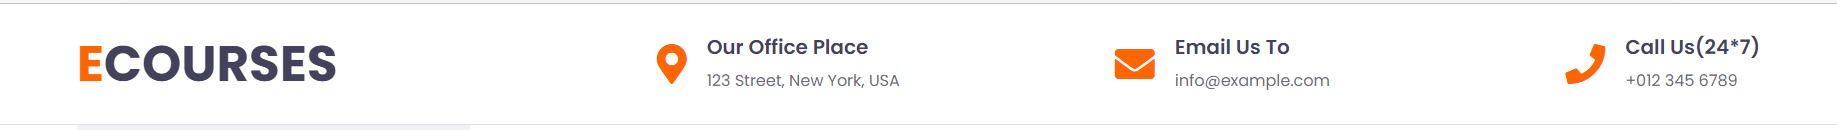 ECOURSES
Our Office Place
123 Street, New York, USA
Email Us To
info@example.com
Call Us(24*7)
+012 345 6789